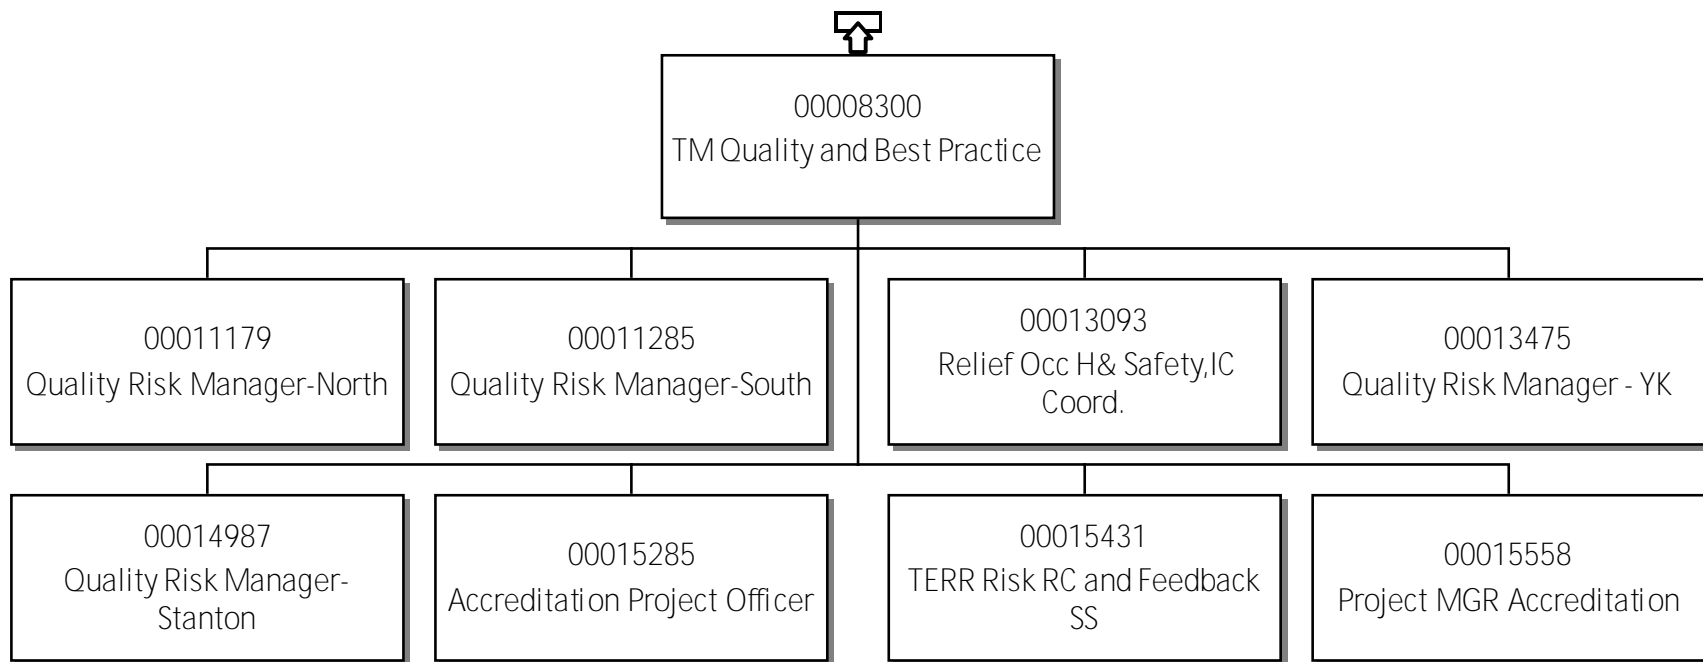 00008300
TM Quality and Best Practice
00011179
Quality Risk Manager-North
00011285
Quality Risk Manager-South
00013093
Relief Occ H& Safety,IC
Coord.
00013475
Quality Risk Manager - YK
00014987
Quality Risk Manager-
Stanton
00015285
Accreditation Project Officer
00015431
TERR Risk RC and Feedback
SS
00015558
Project MGR Accreditation